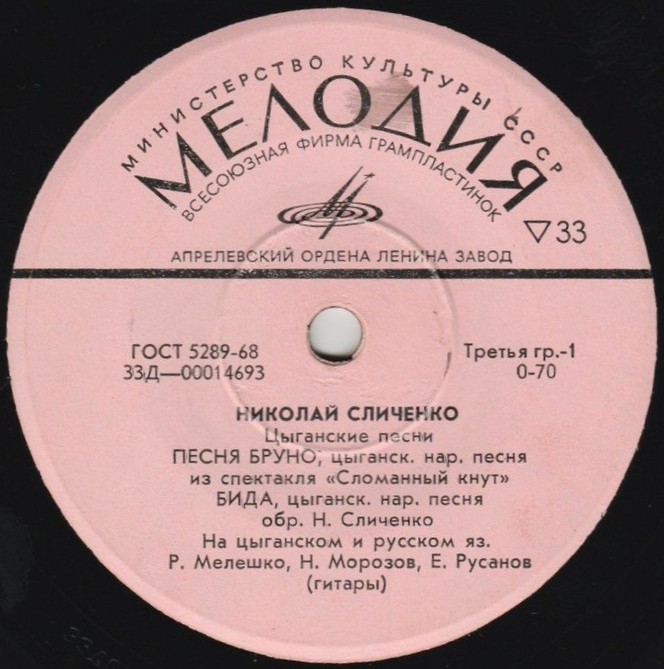 МИНИСТЕРСТВО КУЛЬТУРЫ СССР
МЕЛОДИЯ
ВСЕСОЮЗНАЯ ФИРМА ГРАМПЛАСТИНОК
▽33
АПРЕЛЕВСКИЙ ОРДЕНА ЛЕНИНА ЗАВОД
ГОСТ 5289-68
33Д—00014693
Третья гр.-1
0-70
НИКОЛАЙ СЛИЧЕНКО
Цыганские песни
ПЕСНЯ БРУНО, цыганск. нар. песня
из спектакля «Сломанный кнут»
БИДА, цыганск. нар. песня
обр. Н. Сличенко
На цыганском и русском яз.
Р. Мелешко, Н. Морозов, Е. Русанов
(гитары)